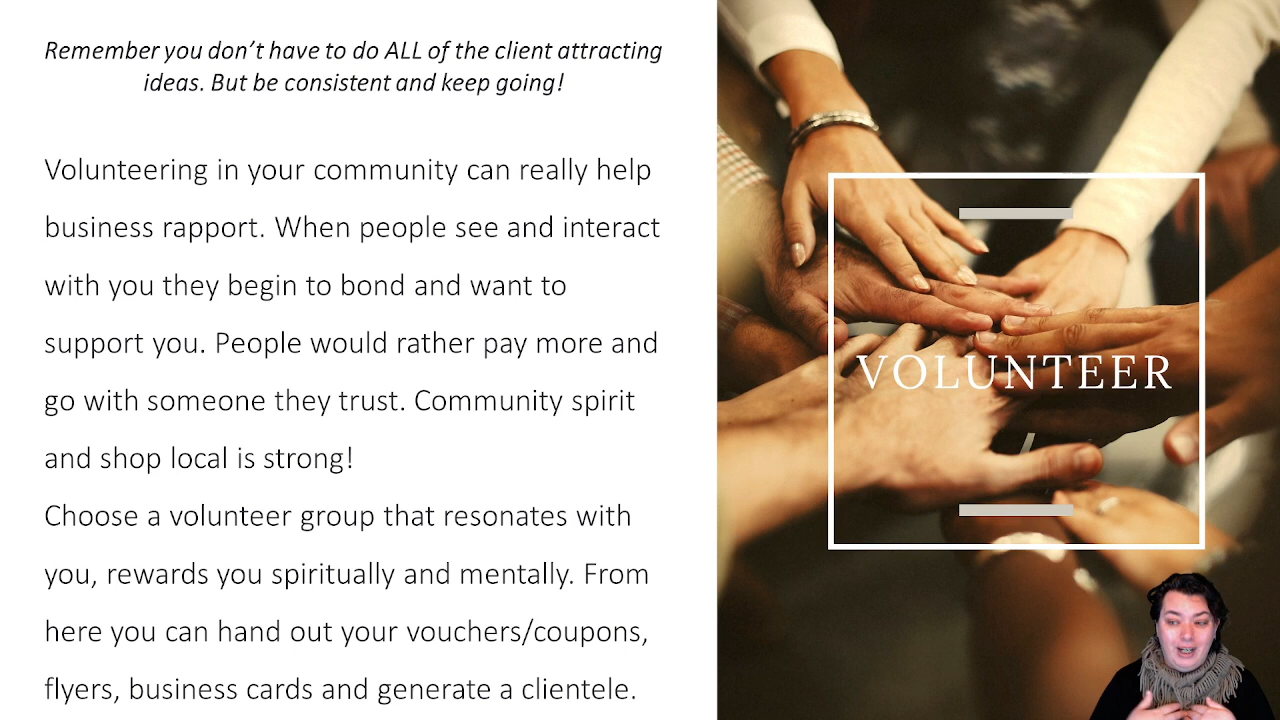 Remember you don’t have to do ALL of the client attracting
ideas. But be consistent and keep going!
Volunteering in your community can really help
business rapport. When people see and interact
with you they begin to bond and want to
support you. People would rather pay more and
go with someone they trust. Community spirit
and shop local is strong!
Choose a volunteer group that resonates with
you, rewards you spiritually and mentally. From
here you can hand out your vouchers/coupons,
flyers, business cards and generate a clientele.
VOLUNTEER